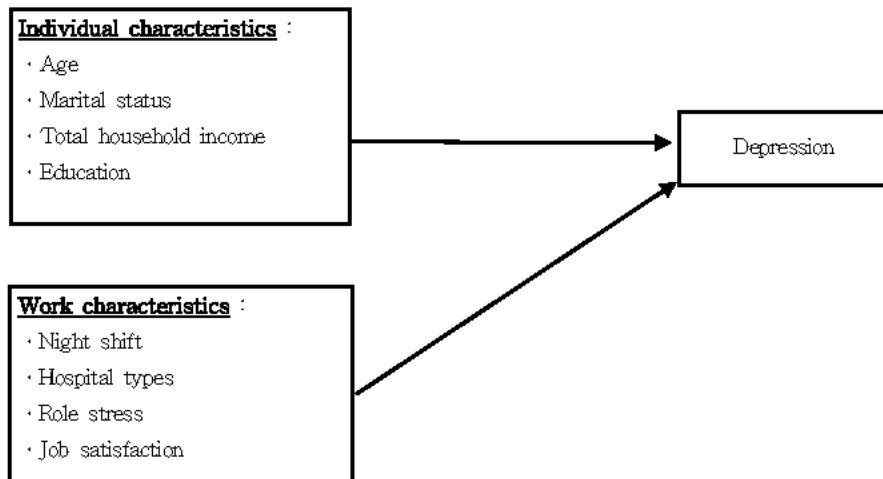 Individual characteristics :
· Age
· Marital status
· Total household income
· Education
Depression
Work characteristics :
· Night shift
· Hospital types
· Role stress
· Job satisfaction